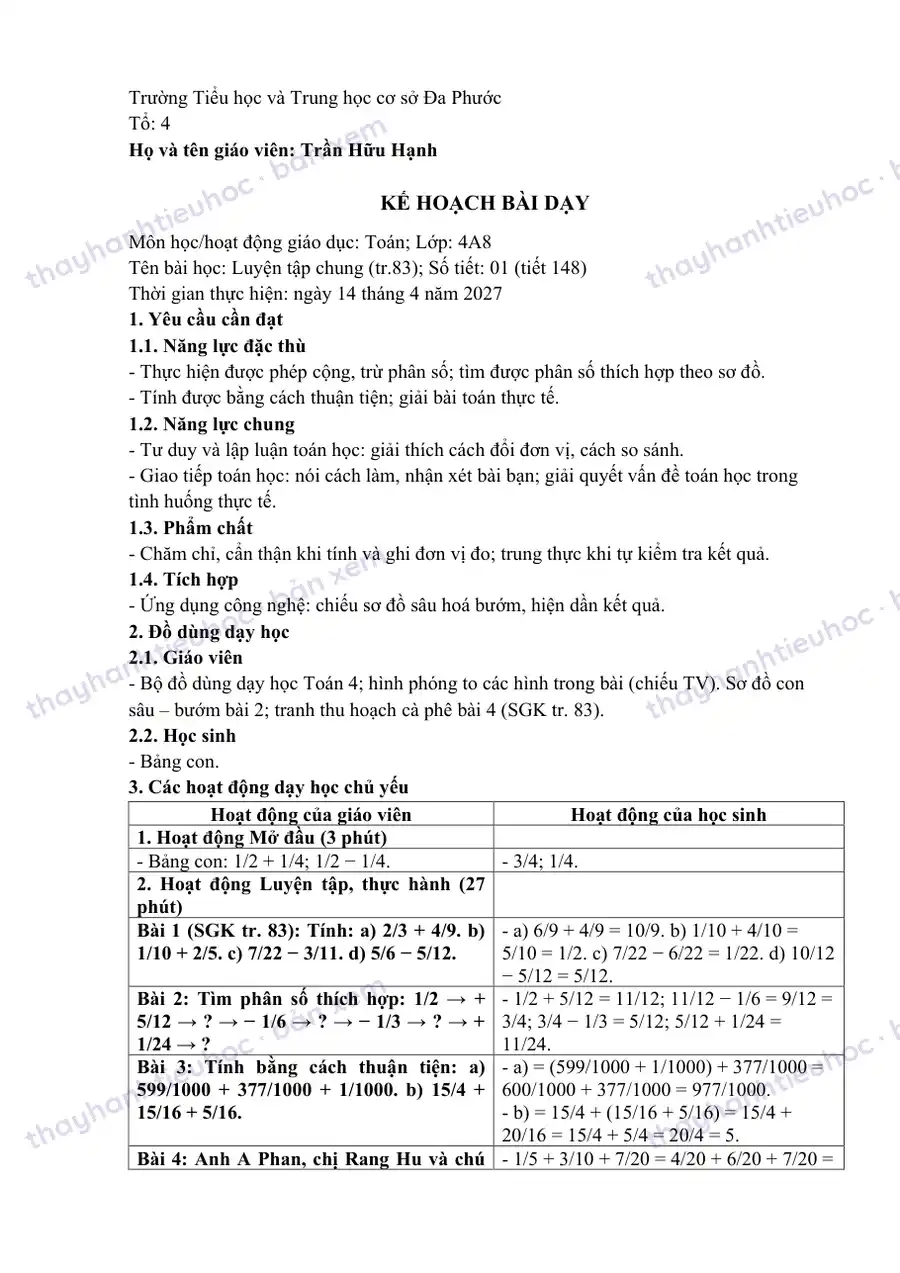 Trường Tiểu học và Trung học cơ sở Đa Phước
Tổ: 4
Họ và tên giáo viên: Trần Hữu Hạnh
KẾ HOẠCH BÀI DẠY
Môn học/hoạt động giáo dục: Toán; Lớp: 4A8
Tên bài học: Luyện tập chung (tr.83); Số tiết: 01 (tiết 148)
Thời gian thực hiện: ngày 14 tháng 4 năm 2027
1. Yêu cầu cần đạt
1.1. Năng lực đặc thù
- Thực hiện được phép cộng, trừ phân số; tìm được phân số thích hợp theo sơ đồ.
- Tính được bằng cách thuận tiện; giải bài toán thực tế.
1.2. Năng lực chung
- Tư duy và lập luận toán học: giải thích cách đổi đơn vị, cách so sánh.
- Giao tiếp toán học: nói cách làm, nhận xét bài bạn; giải quyết vấn đề toán học trong
tình huống thực tế.
1.3. Phẩm chất
- Chăm chỉ, cẩn thận khi tính và ghi đơn vị đo; trung thực khi tự kiểm tra kết quả.
1.4. Tích hợp
- Ứng dụng công nghệ: chiếu sơ đồ sâu hoá bướm, hiện dần kết quả.
2. Đồ dùng dạy học
2.1. Giáo viên
- Bộ đồ dùng dạy học Toán 4; hình phóng to các hình trong bài (chiếu TV). Sơ đồ con
sâu – bướm bài 2; tranh thu hoạch cà phê bài 4 (SGK tr. 83).
2.2. Học sinh
- Bảng con.
3. Các hoạt động dạy học chủ yếu
Hoạt động của giáo viên
Hoạt động của học sinh
1. Hoạt động Mở đầu (3 phút)
- Bảng con: 1/2 + 1/4; 1/2 − 1/4.
- 3/4; 1/4.
2. Hoạt động Luyện tập, thực hành (27
phút)
Bài 1 (SGK tr. 83): Tính: a) 2/3 + 4/9. b)
1/10 + 2/5. c) 7/22 − 3/11. d) 5/6 − 5/12.
- a) 6/9 + 4/9 = 10/9. b) 1/10 + 4/10 =
5/10 = 1/2. c) 7/22 − 6/22 = 1/22. d) 10/12
− 5/12 = 5/12.
Bài 2: Tìm phân số thích hợp: 1/2 → +
5/12 → ? → − 1/6 → ? → − 1/3 → ? → +
1/24 → ?
- 1/2 + 5/12 = 11/12; 11/12 − 1/6 = 9/12 =
3/4; 3/4 − 1/3 = 5/12; 5/12 + 1/24 =
11/24.
Bài 3: Tính bằng cách thuận tiện: a)
599/1000 + 377/1000 + 1/1000. b) 15/4 +
15/16 + 5/16.
- a) = (599/1000 + 1/1000) + 377/1000 =
600/1000 + 377/1000 = 977/1000.
- b) = 15/4 + (15/16 + 5/16) = 15/4 +
20/16 = 15/4 + 5/4 = 20/4 = 5.
Bài 4: Anh A Phan, chị Rang Hu và chú
- 1/5 + 3/10 + 7/20 = 4/20 + 6/20 + 7/20 =
thayhanhtieuhoc · bản xem
thayhanhtieuhoc · b
thayhanhtieuhoc · bản xem
thayhanhtieuhoc · b
thayhanhtieuhoc · bản xem
thayhanhtieuhoc · b